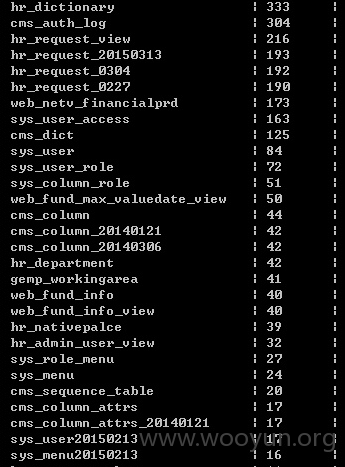 hr_dictionary | 333 |
cms_auth_log | 304 |
hr_request_view | 216 |
hr_request_20150313 | 193 |
hr_request_0304 | 192 |
hr_request_0227 | 190 |
web_netv_financialprd | 173 |
sys_user_access | 163 |
cms_dict | 125 |
sys_user | 84 |
sys_user_role | 72 |
sys_column_role | 51 |
web_fund_max_valuedate_view | 50 |
cms_column | 44 |
cms_column_20140121 | 42 |
cms_column_20140306 | 42 |
hr_department | 42 |
gemp_workingarea | 41 |
web_fund_info | 40 |
web_fund_info_view | 40 |
hr_nativepalce | 39 |
hr_admin_user_view | 32 |
sys_role_menu | 27 |
sys_menu | 24 |
cms_sequence_table | 20 |
cms_column_attrs | 17 |
cms_column_attrs_20140121 | 17 |
sys_user20150213 | 17 |
www.wooyun.org
sys_menu20150213 | 16 |